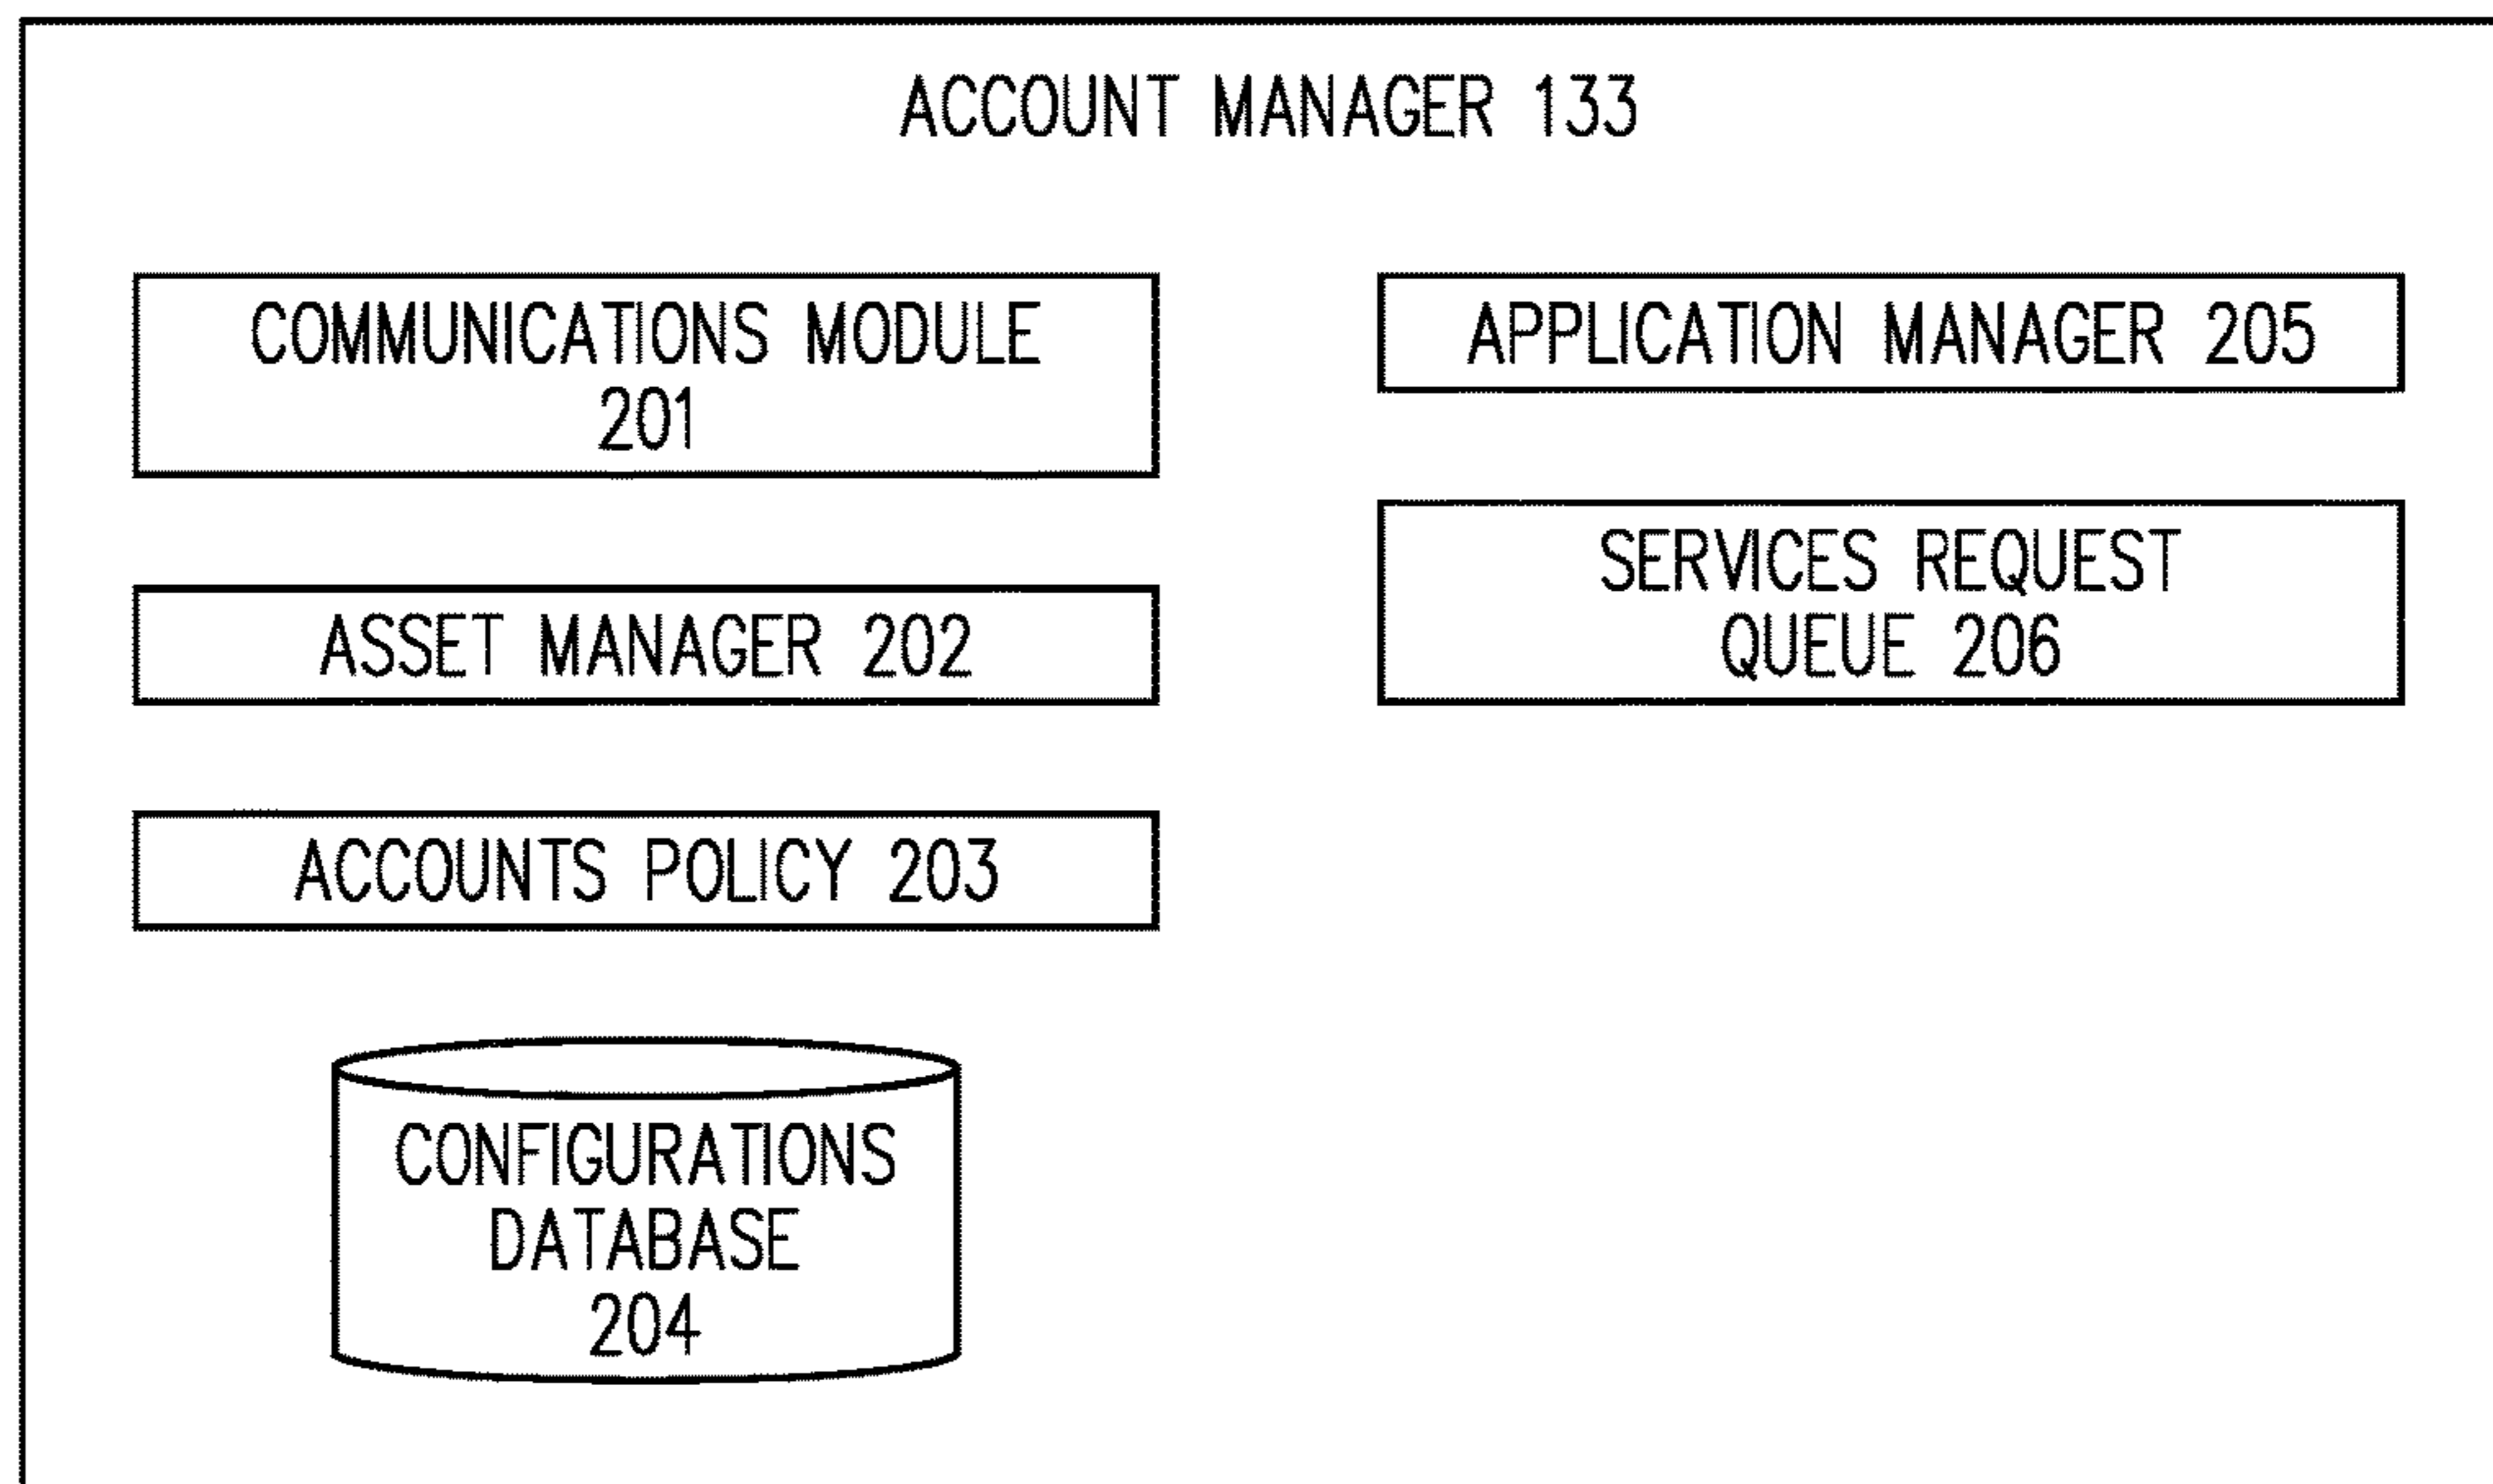 ACCOUNT MANAGER 133
COMMUNICATIONS MODULE
201
ASSET MANAGER 202
ACCOUNTS POLICY 203
CONFIGURATIONS
DATABASE
204
APPLICATION MANAGER 205
SERVICES REQUEST
QUEUE 206